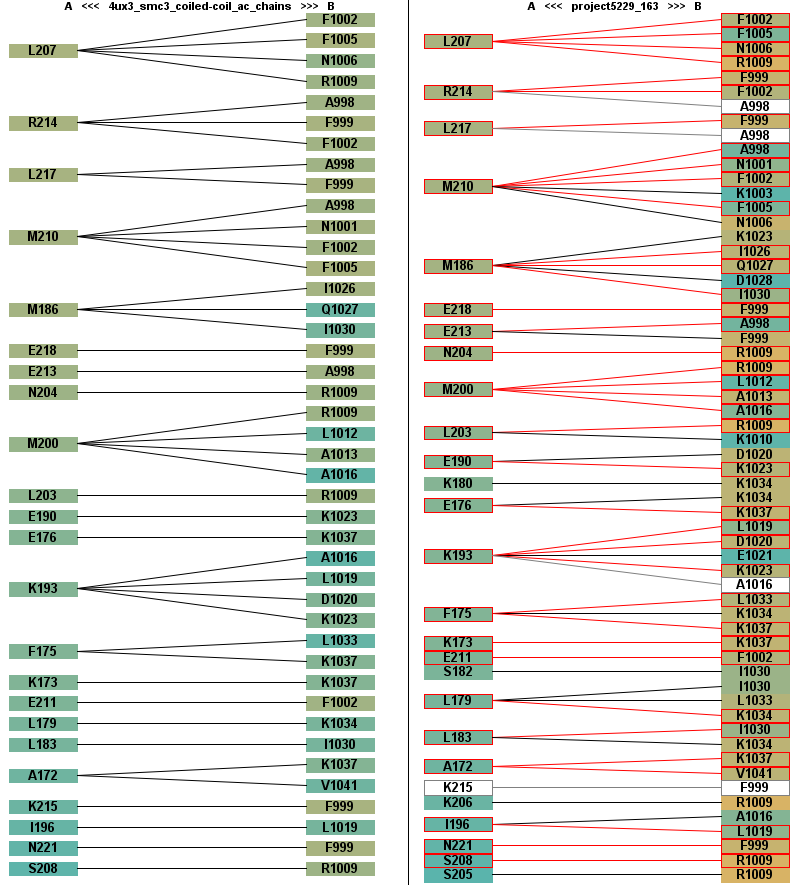 A <<< 4ux3_smc3_coiled-coil_ac_chains >>> B
L207 F1002
F1005
N1006
R1009
R214 A998
F999
F1002
L217 A998
F999
M210 A998
N1001
F1002
F1005
M186 I1026
Q1027
I1030
E218 F999
E213 A998
N204 R1009
M200 R1009
L1012
A1013
A1016
L203 R1009
E190 K1023
E176 K1037
K193 A1016
L1019
D1020
K1023
F175 L1033
K1037
K173 K1037
E211 F1002
L179 K1034
L183 I1030
A172 K1037
V1041
K215 F999
I196 L1019
N221 F999
S208 R1009
A <<< project5229_163 >>> B
L207 F1002
F1005
N1006
R1009
R214 F999
F1002
A998
L217 F999
A998
M210 A998
N1001
F1002
K1003
F1005
N1006
M186 K1023
I1026
Q1027
D1028
I1030
E218 F999
E213 A998
F999
N204 R1009
M200 R1009
L1012
A1013
A1016
L203 R1009
K1010
E190 D1020
K1023
K180 K1034
E176 K1034
K1037
K193 L1019
D1020
E1021
K1023
A1016
F175 L1033
K1034
K1037
K173 K1037
E211 F1002
S182 I1030
L179 I1030
L1033
K1034
L183 I1030
K1034
A172 K1037
V1041
K215 F999
K206 R1009
I196 A1016
L1019
N221 F999
S208 R1009
S205 R1009